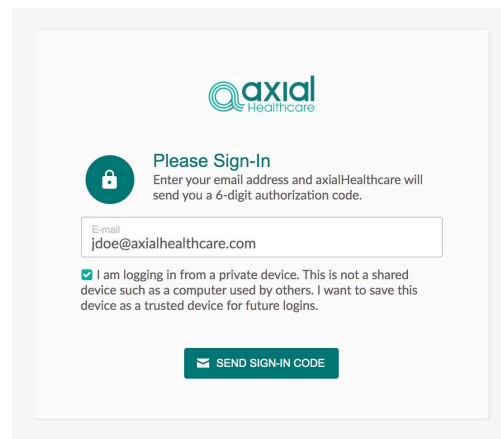 axial
Healthcare
Please Sign-In
Enter your email address and axialHealthcare will
send you a 6-digit authorization code.
E-mail
jdoe@axialhealthcare.com
I am logging in from a private device. This is not a shared
device such as a computer used by others. I want to save this
device as a trusted device for future logins.
SEND SIGN-IN CODE